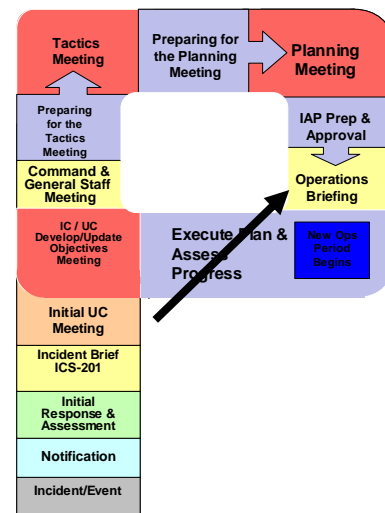 Tactics
Meeting
Preparing for
the Planning
Meeting
Planning
Meeting
Preparing
for the
Tactics
Meeting
IAP Prep &
Approval
Command &
General Staff
Meeting
Operations
Briefing
IC / UC
Develop/Update
Objectives
Meeting
Execute Plan &
Assess
Progress
New Ops
Period
Begins
Initial UC
Meeting
Incident Brief
ICS-201
Initial
Response &
Assessment
Notification
Incident/Event